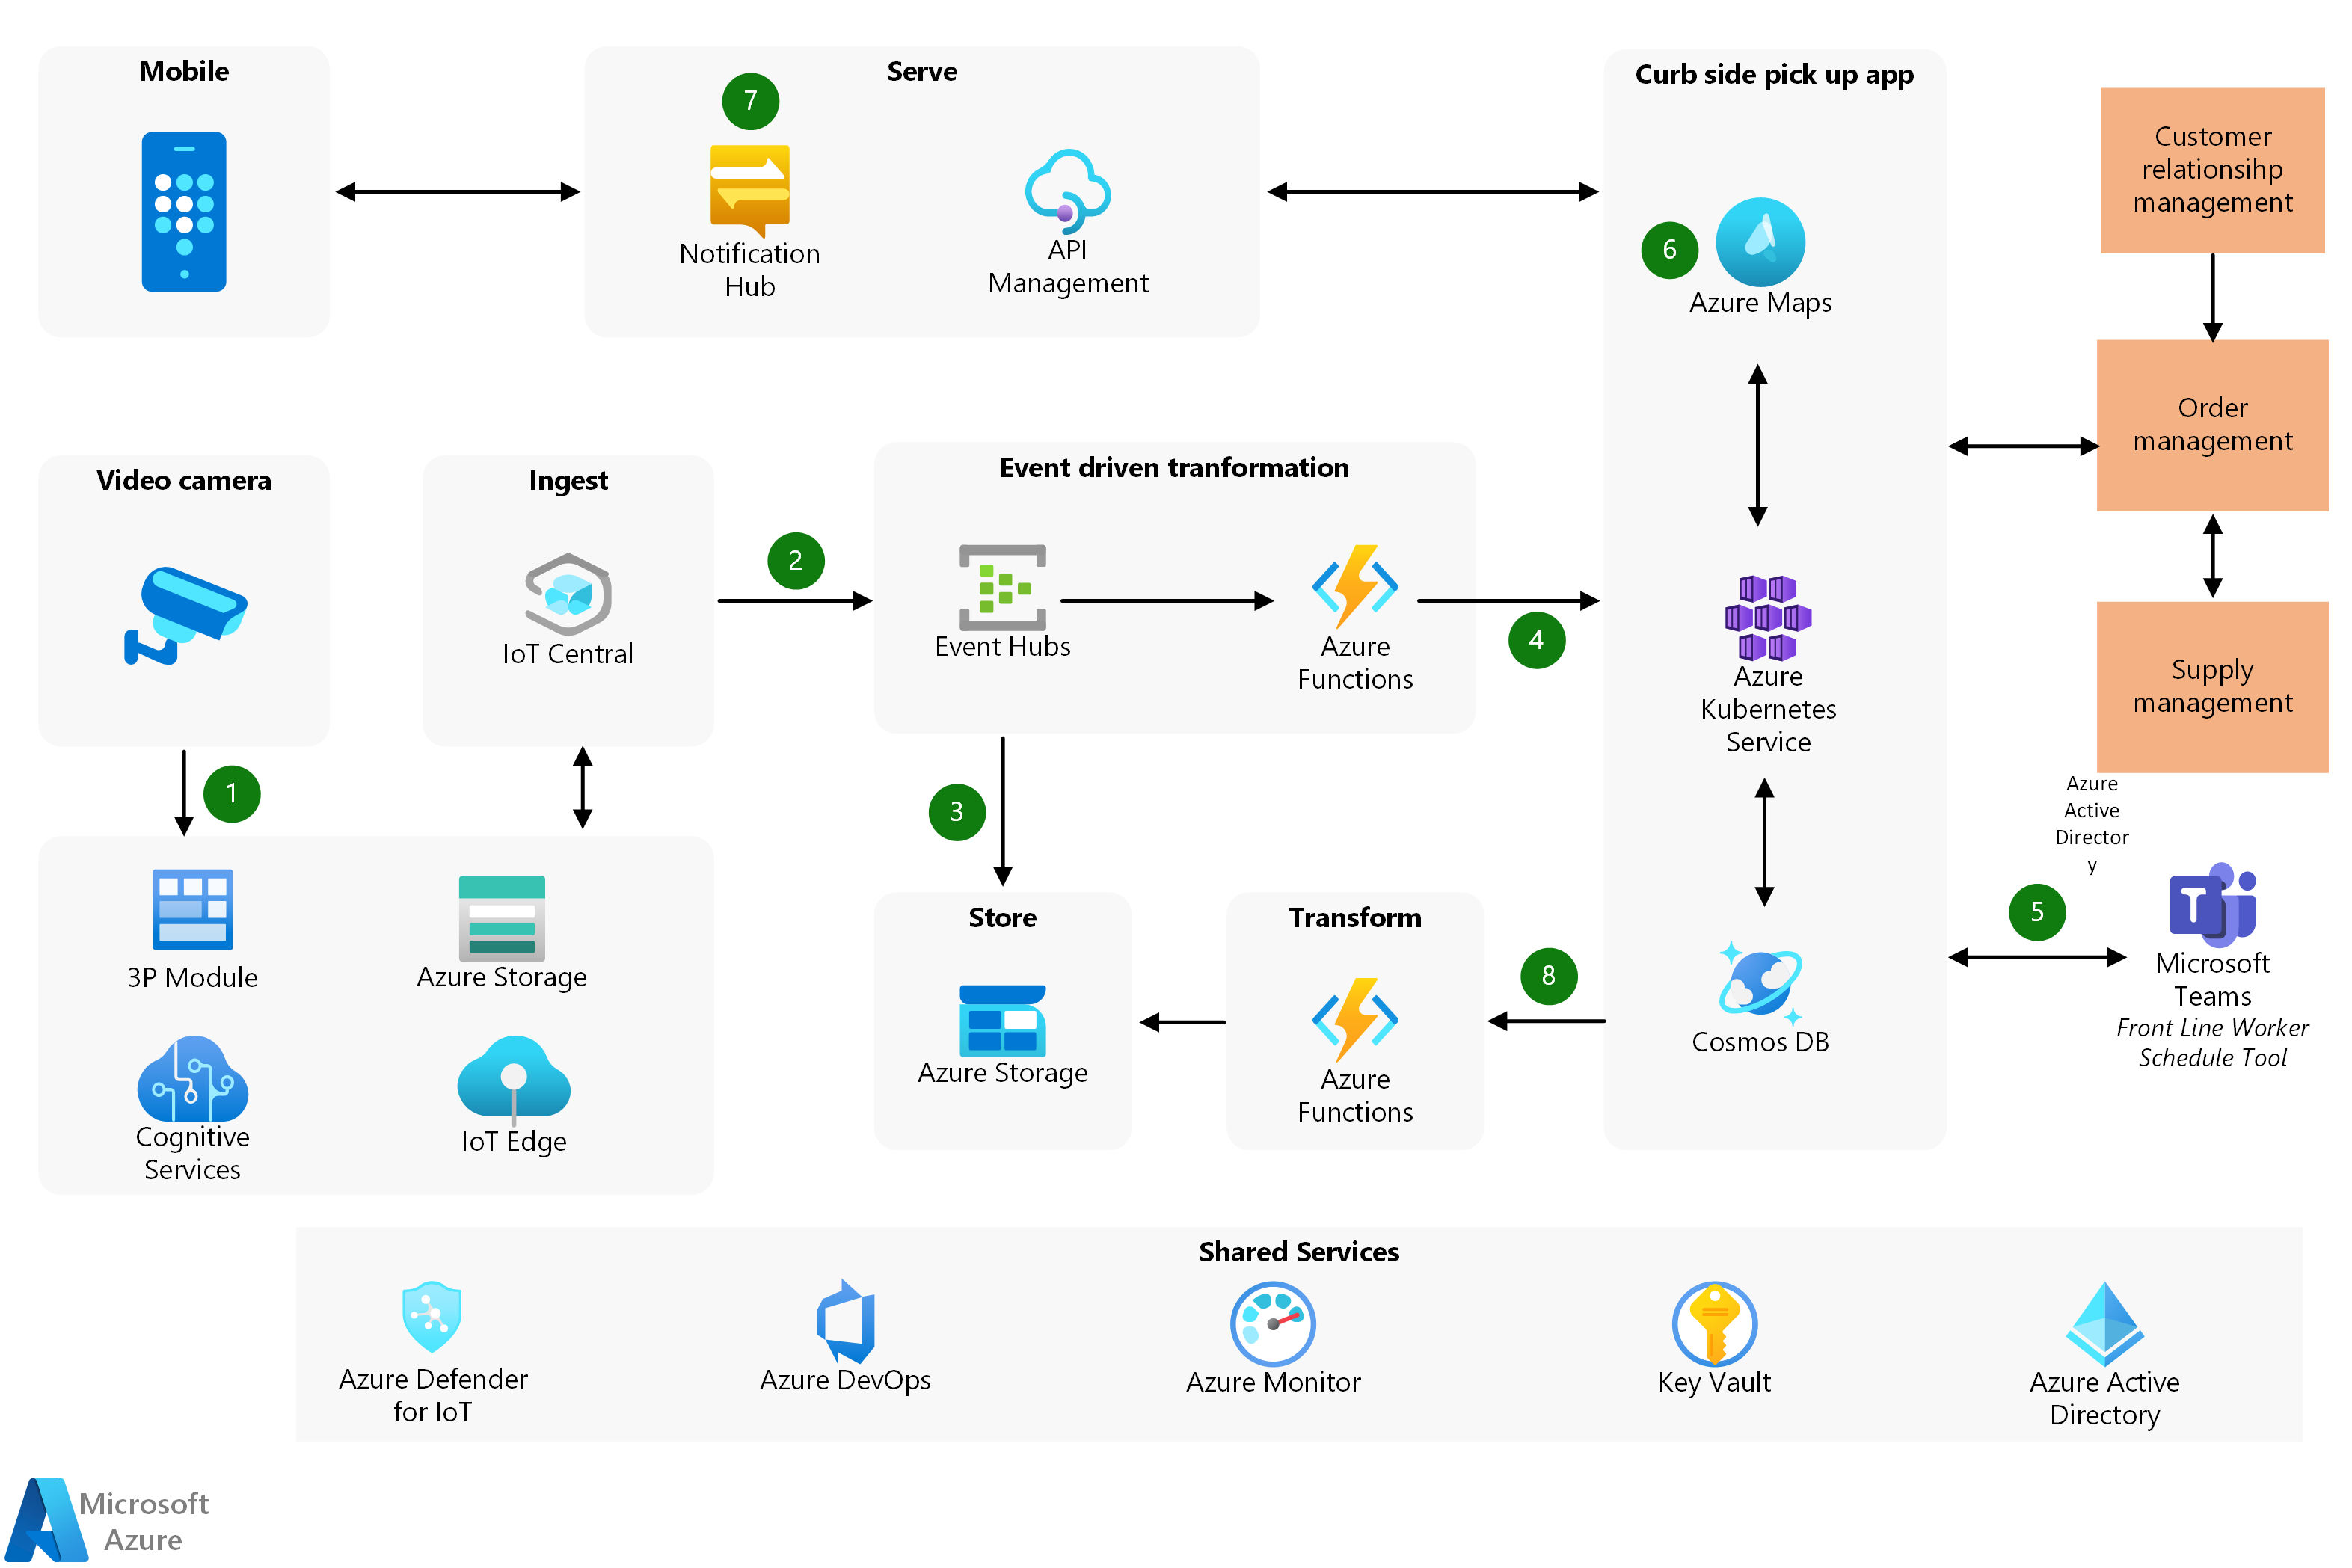 Mobile
Serve
7
Notification
Hub
API
Management
Curb side pick up app
6
Azure Maps
Customer
relationsihp
management
Order
management
Supply
management
Video camera
Ingest
IoT Central
2
Event driven tranformation
Event Hubs
Azure
Functions
4
Azure
Kubernetes
Service
1
3
Azure
Active
Director
y
5
Microsoft
Teams
Front Line Worker
Schedule Tool
3P Module
Azure Storage
Cognitive
Services
IoT Edge
Store
Azure Storage
Transform
Azure
Functions
8
Cosmos DB
Shared Services
Azure Defender
for IoT
Azure DevOps
Azure Monitor
Key Vault
Azure Active
Directory
Microsoft
Azure